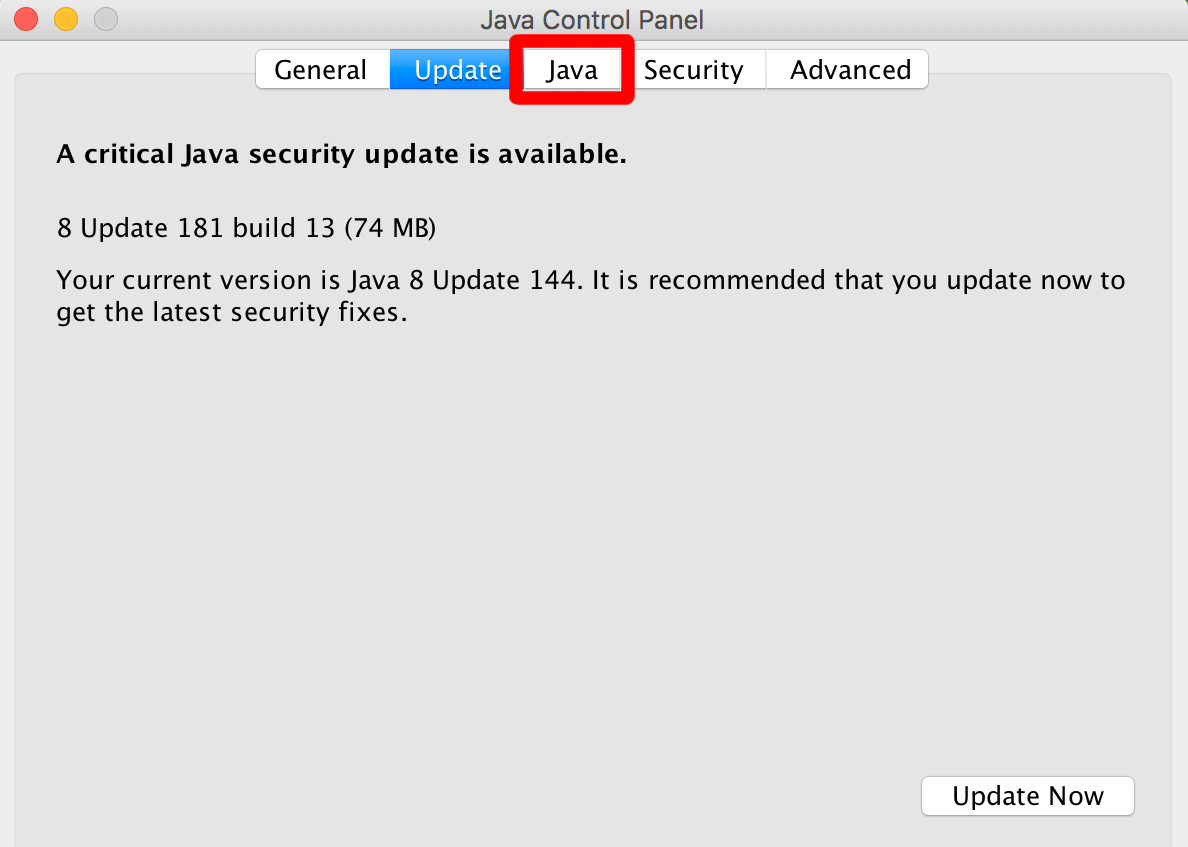 Java Control Panel
General Update Java Security Advanced
A critical Java security update is available.
8 Update 181 build 13 (74 MB)
Your current version is Java 8 Update 144. It is recommended that you update now to
get the latest security fixes.
Update Now